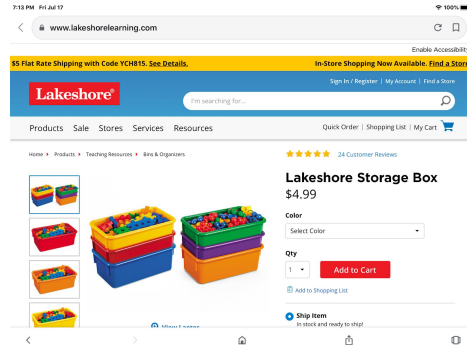 7:13 PM Fri Jul 17
100%
www.lakeshorelearning.com
Enable Accessibility
$5 Flat Rate Shipping with Code YCH815. See Details.
In-Store Shopping Now Available. Find a Store
Sign In / Register | My Account | Find a Store
Lakeshore®
I'm searching for...
Products Sale Stores Services Resources
Quick Order | Shopping List | My Cart
Home Products Teaching Resources Bins & Organizers
24 Customer Reviews
Lakeshore Storage Box
$4.99
Color
Select Color
Qty
1
Add to Cart
Add to Shopping List
View Larger
Ship Item
In stock and ready to ship!